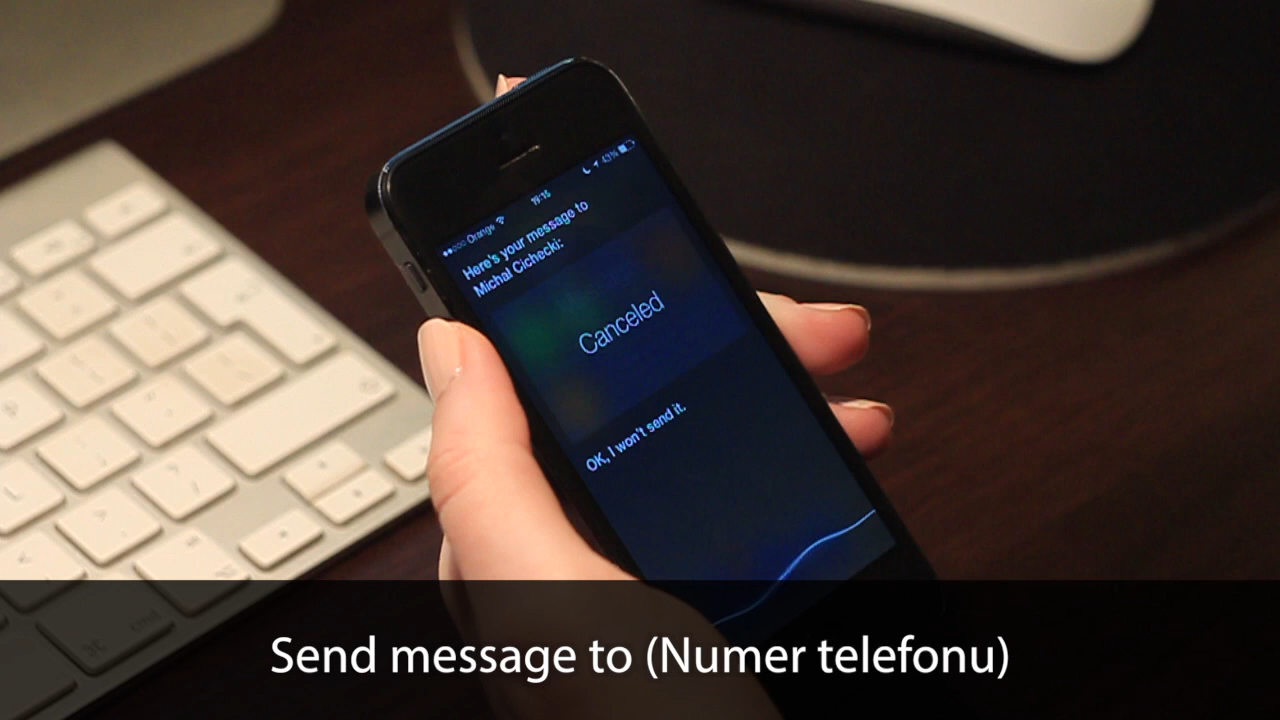 Orange 19:15 43%
Here's your message to
Michal Cichecki:
Canceled
OK, I won't send it.
cmd
⌘
Send message to (Numer telefonu)